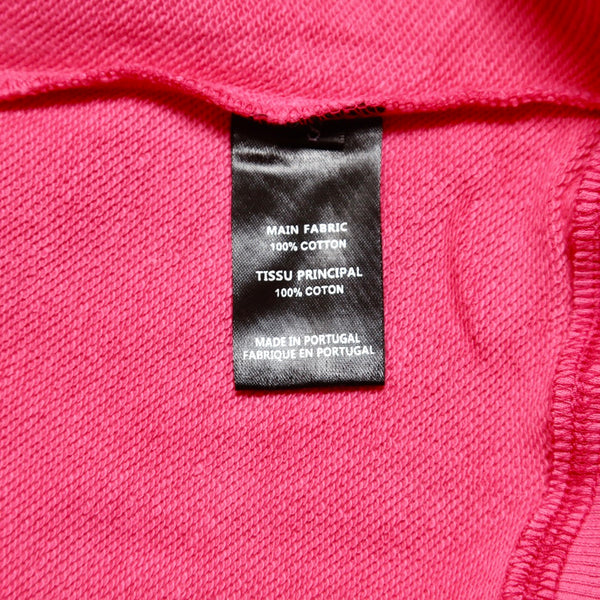 MAIN FABRIC
100% COTTON
TISSU PRINCIPAL
100% COTON
MADE IN PORTUGAL
FABRIQUE EN PORTUGAL